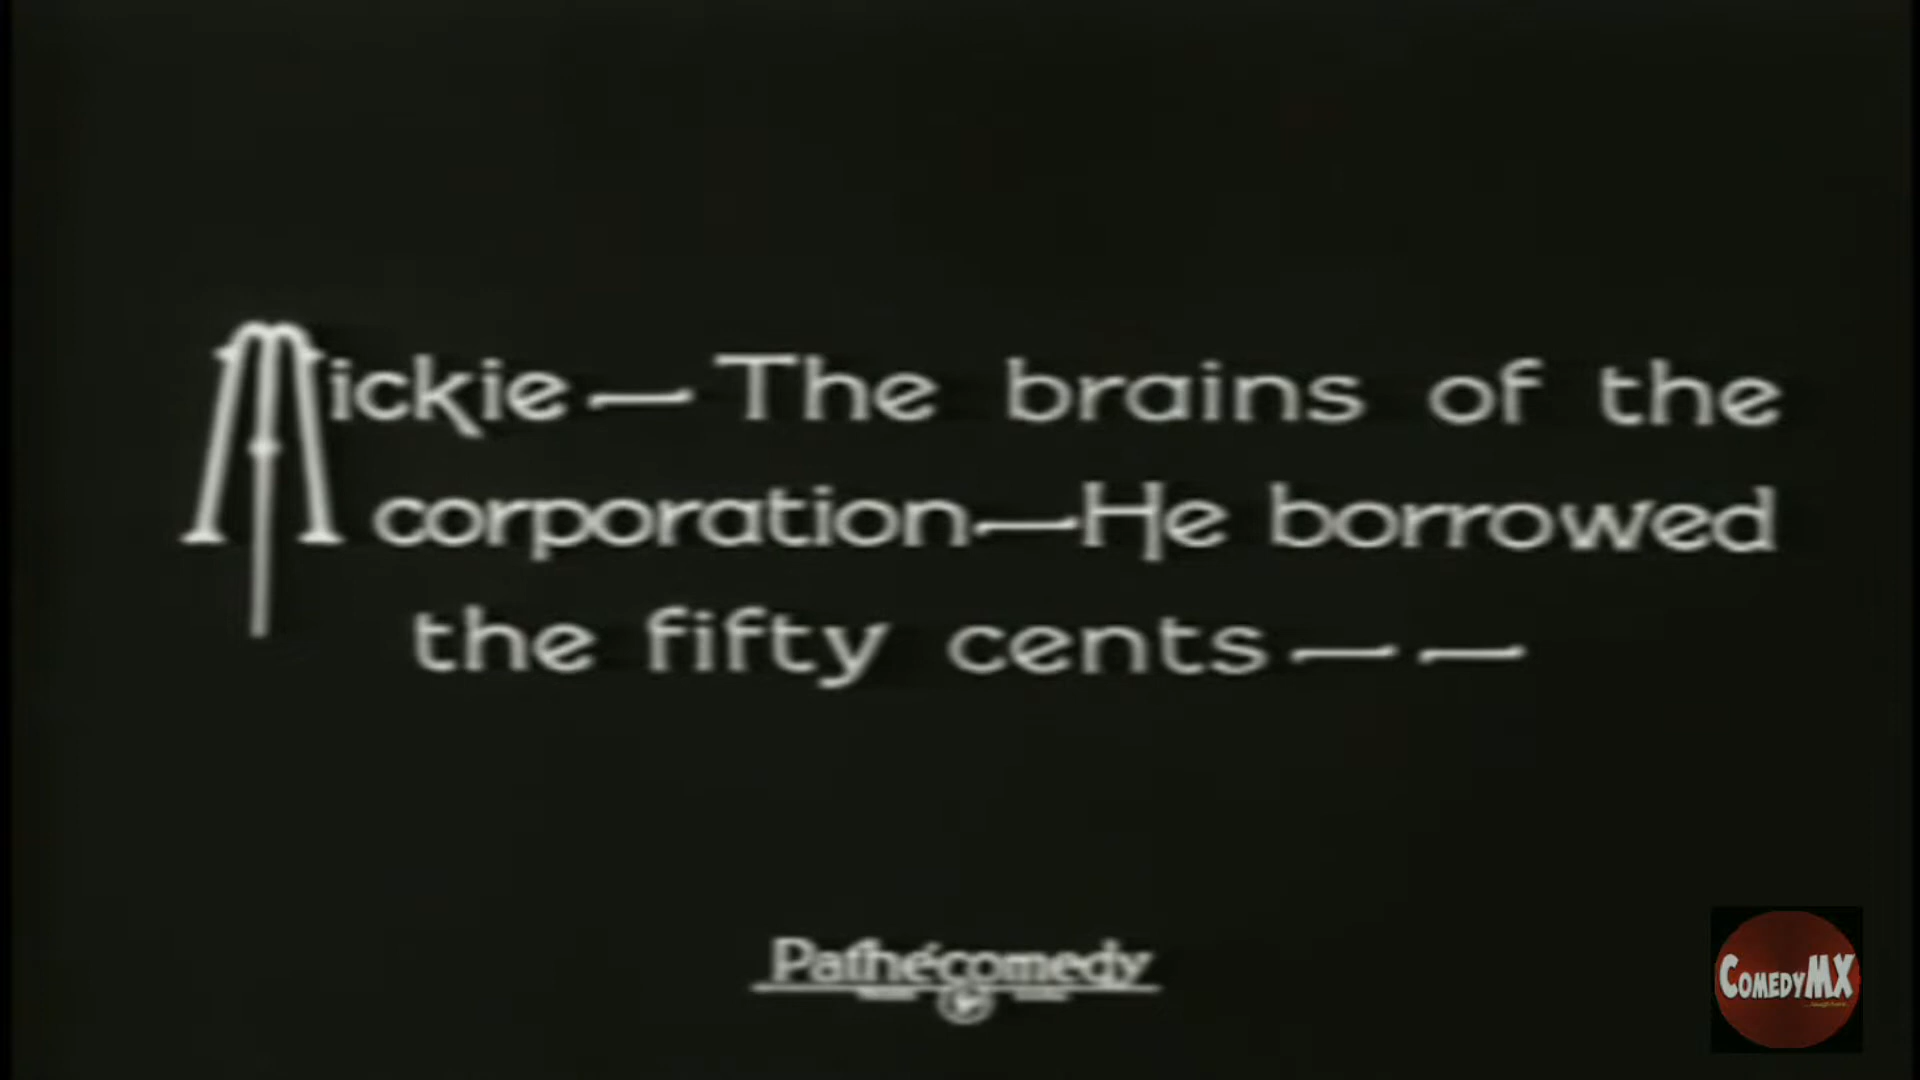 Mickie—The brains of the
corporation—He borrowed
the fifty cents——
Pathécomedy
COMEDYMX